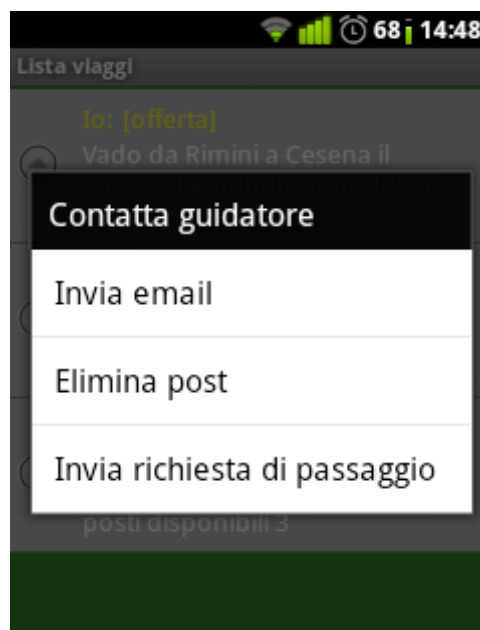 68 14:48
Lista viaggi
Io: [offerta]
Vado da Rimini a Cesena il
Contatta guidatore
Invia email
Elimina post
Invia richiesta di passaggio
posti disponibili 3